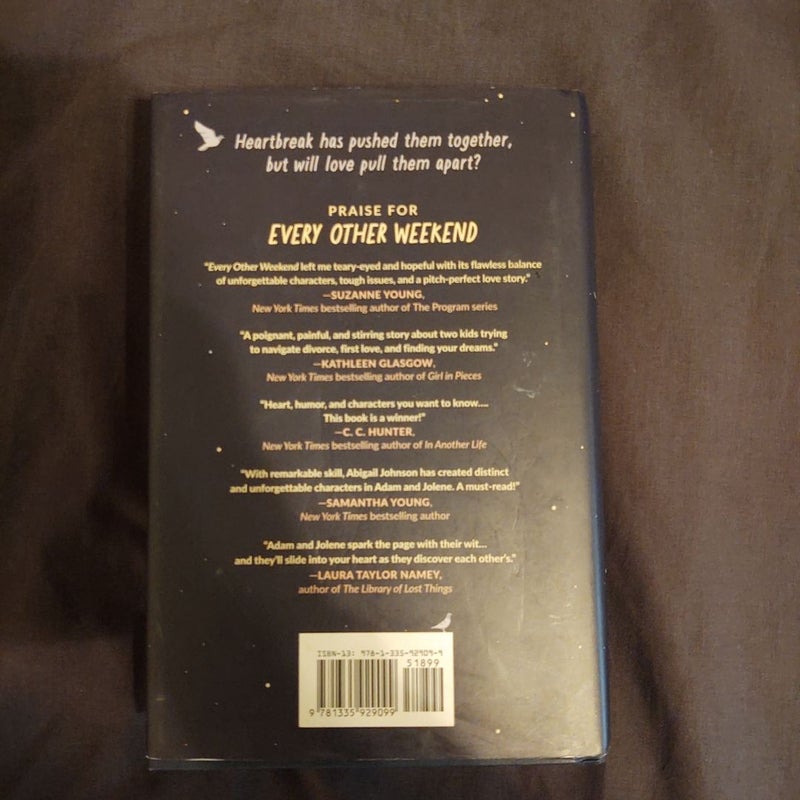 Heartbreak has pushed them together,
but will love pull them apart?
PRAISE FOR
EVERY OTHER WEEKEND
"Every Other Weekend left me teary-eyed and hopeful with its flawless balance
of unforgettable characters, tough issues, and a pitch-perfect love story."
—SUZANNE YOUNG,
New York Times bestselling author of The Program series
"A poignant, painful, and stirring story about two kids trying
to navigate divorce, first love, and finding your dreams."
—KATHLEEN GLASGOW,
New York Times bestselling author of Girl in Pieces
"Heart, humor, and characters you want to know....
This book is a winner!"
—C. C. HUNTER,
New York Times bestselling author of In Another Life
"With remarkable skill, Abigail Johnson has created distinct
and unforgettable characters in Adam and Jolene. A must-read!"
—SAMANTHA YOUNG,
New York Times bestselling author
"Adam and Jolene spark the page with their wit...
and they'll slide into your heart as they discover each other's."
—LAURA TAYLOR NAMEY,
author of The Library of Lost Things
ISBN-13: 978-1-335-92909-9
51899
9 781335 929099